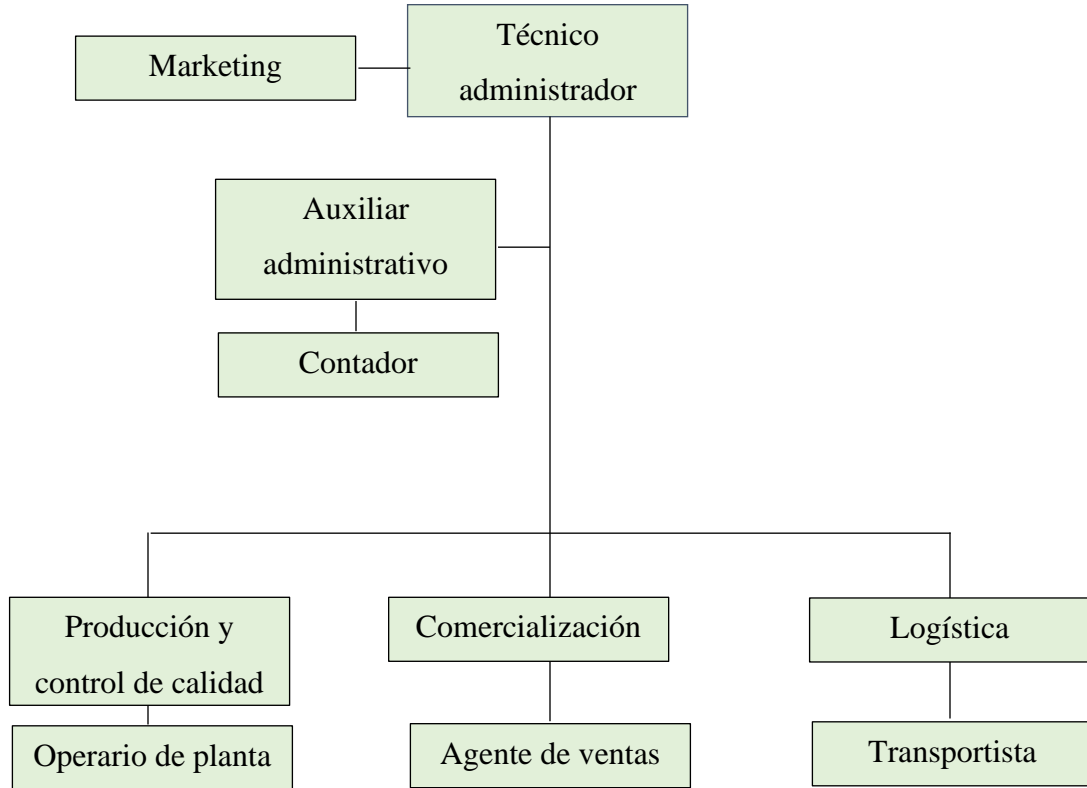 Técnico
administrador
Marketing
Auxiliar
administrativo
Contador
Producción y
control de calidad
Comercialización
Logística
Operario de planta
Agente de ventas
Transportista